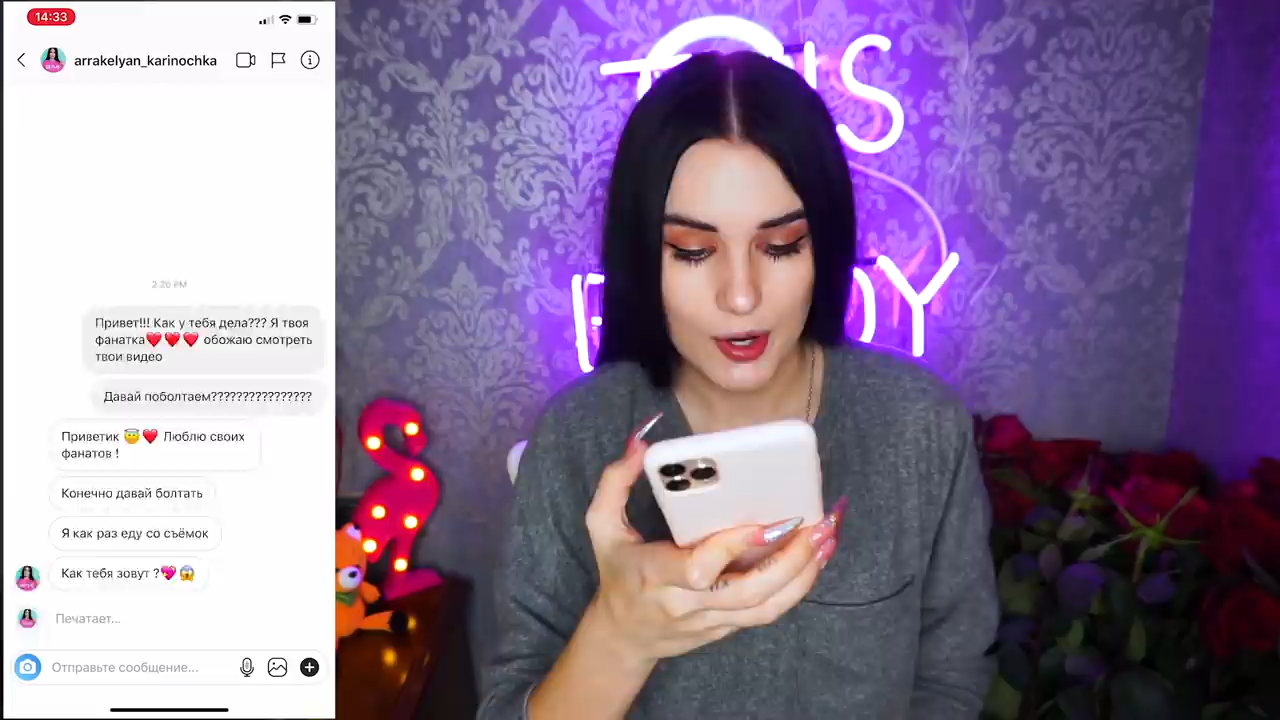 14:33
arrakelyan_karinochka
2:20 PM
Привет!!! Как у тебя дела??? Я твоя
фанатка❤️❤️❤️ обожаю смотреть
твои видео
Давай поболтаем????????????????
Приветик 😇❤️ Люблю своих
фанатов !
Конечно давай болтать
Я как раз еду со съёмок
Как тебя зовут ?💖😱
Печатает...
Отправьте сообщение...